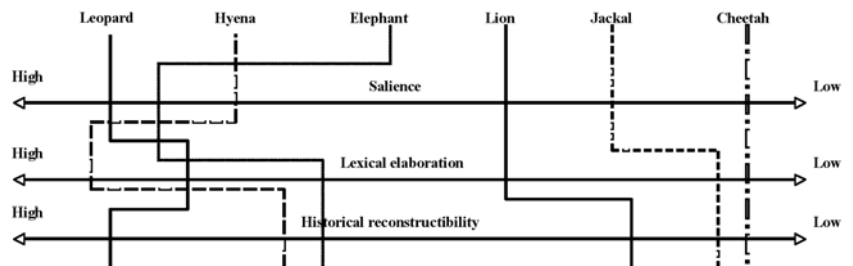 Leopard Hyena Elephant Lion Jackal Cheetah
High Salience Low
High Lexical elaboration Low
High Historical reconstructibility Low